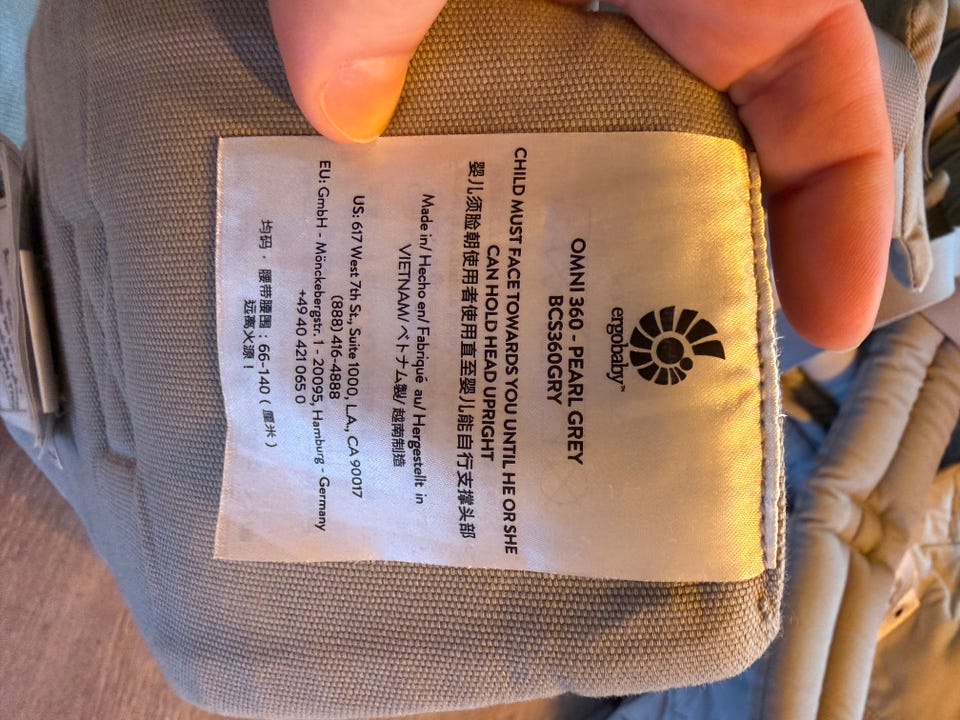 ergobaby™
OMNI 360 - PEARL GREY
BCS360GRY
CHILD MUST FACE TOWARDS YOU UNTIL HE OR SHE
CAN HOLD HEAD UPRIGHT
婴儿须脸朝使用者使用直至婴儿能自行支撑头部
Made in/ Hecho en/ Fabriqué au/ Hergestellt in
VIETNAM/ベトナム製/ 越南制造
US: 617 West 7th St., Suite 1000, L.A., CA 90017
(888) 416-4888
EU: GmbH - Mönckebergstr. 1 - 20095, Hamburg - Germany
+49 40 421 065 0
均码 · 腰带腰围：66-140（厘米）
远离火源！